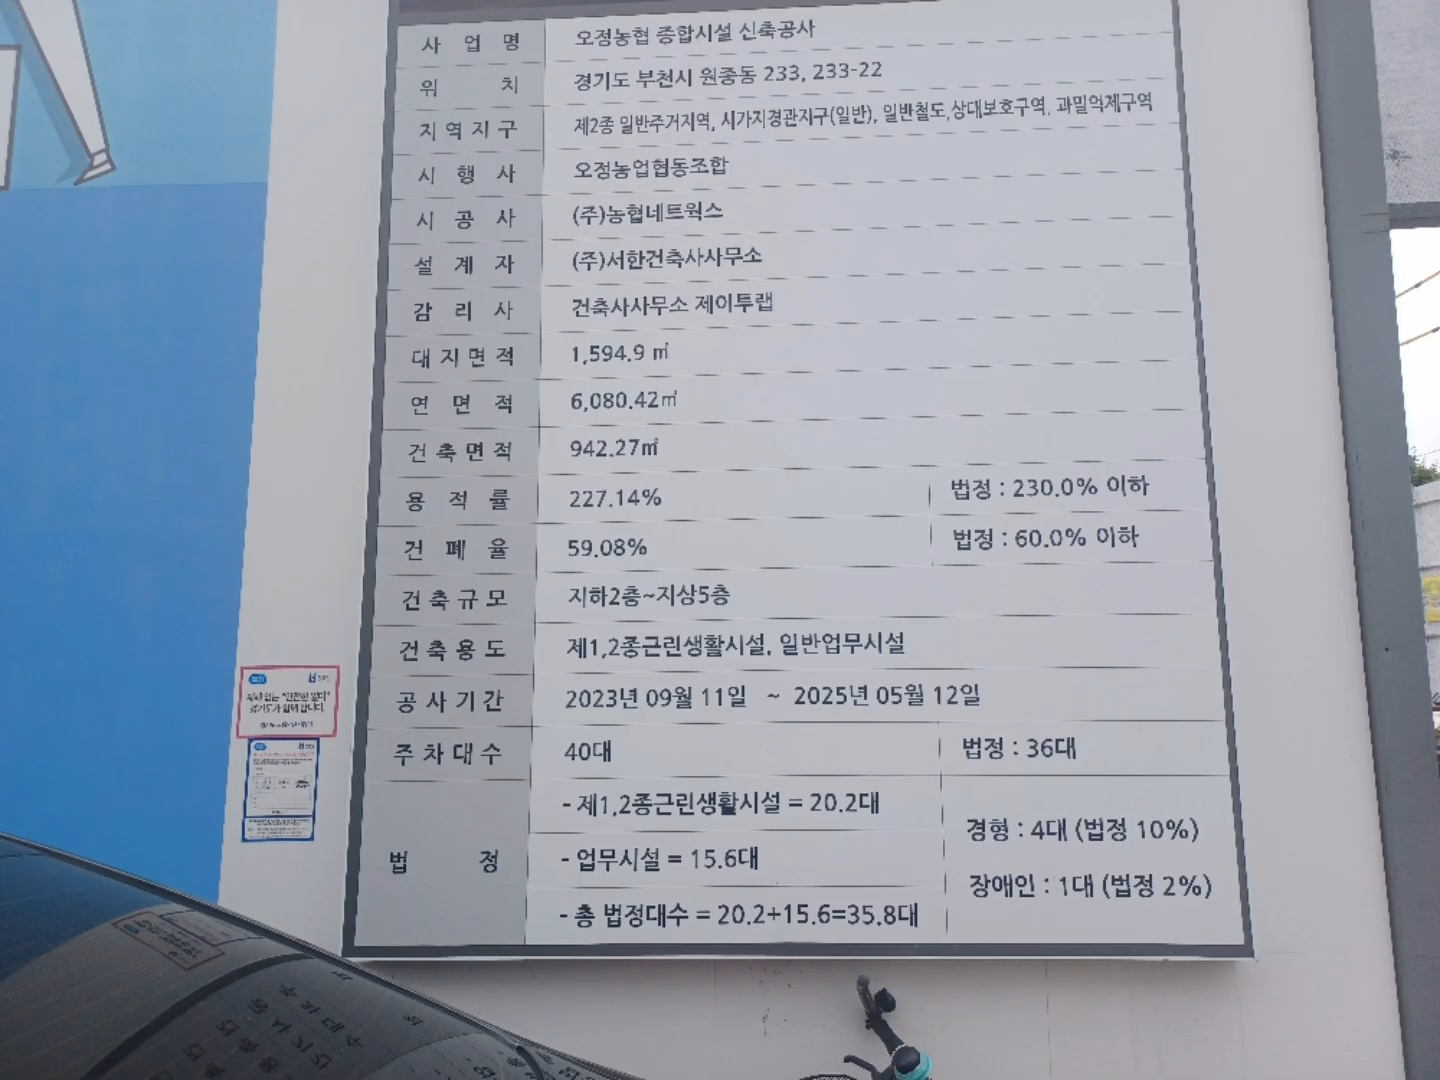 사업명 오정농협 종합시설 신축공사
위치 경기도 부천시 원종동 233, 233-22
지역지구 제2종 일반주거지역, 시가지경관지구(일반), 일반철도,상대보호구역, 과밀억제구역
시행사 오정농업협동조합
시공사 (주)농협네트웍스
설계자 (주)서한건축사사무소
감리사 건축사사무소 제이투랩
대지면적 1,594.9 ㎡
연면적 6,080.42㎡
건축면적 942.27㎡
용적률 227.14% 법정 : 230.0% 이하
건폐율 59.08% 법정 : 60.0% 이하
건축규모 지하2층~지상5층
건축용도 제1,2종근린생활시설, 일반업무시설
공사기간 2023년 09월 11일 ~ 2025년 05월 12일
주차대수 40대 법정 : 36대
법정
- 제1,2종근린생활시설 = 20.2대
- 업무시설 = 15.6대
- 총 법정대수 = 20.2+15.6=35.8대
경형 : 4대 (법정 10%)
장애인 : 1대 (법정 2%)